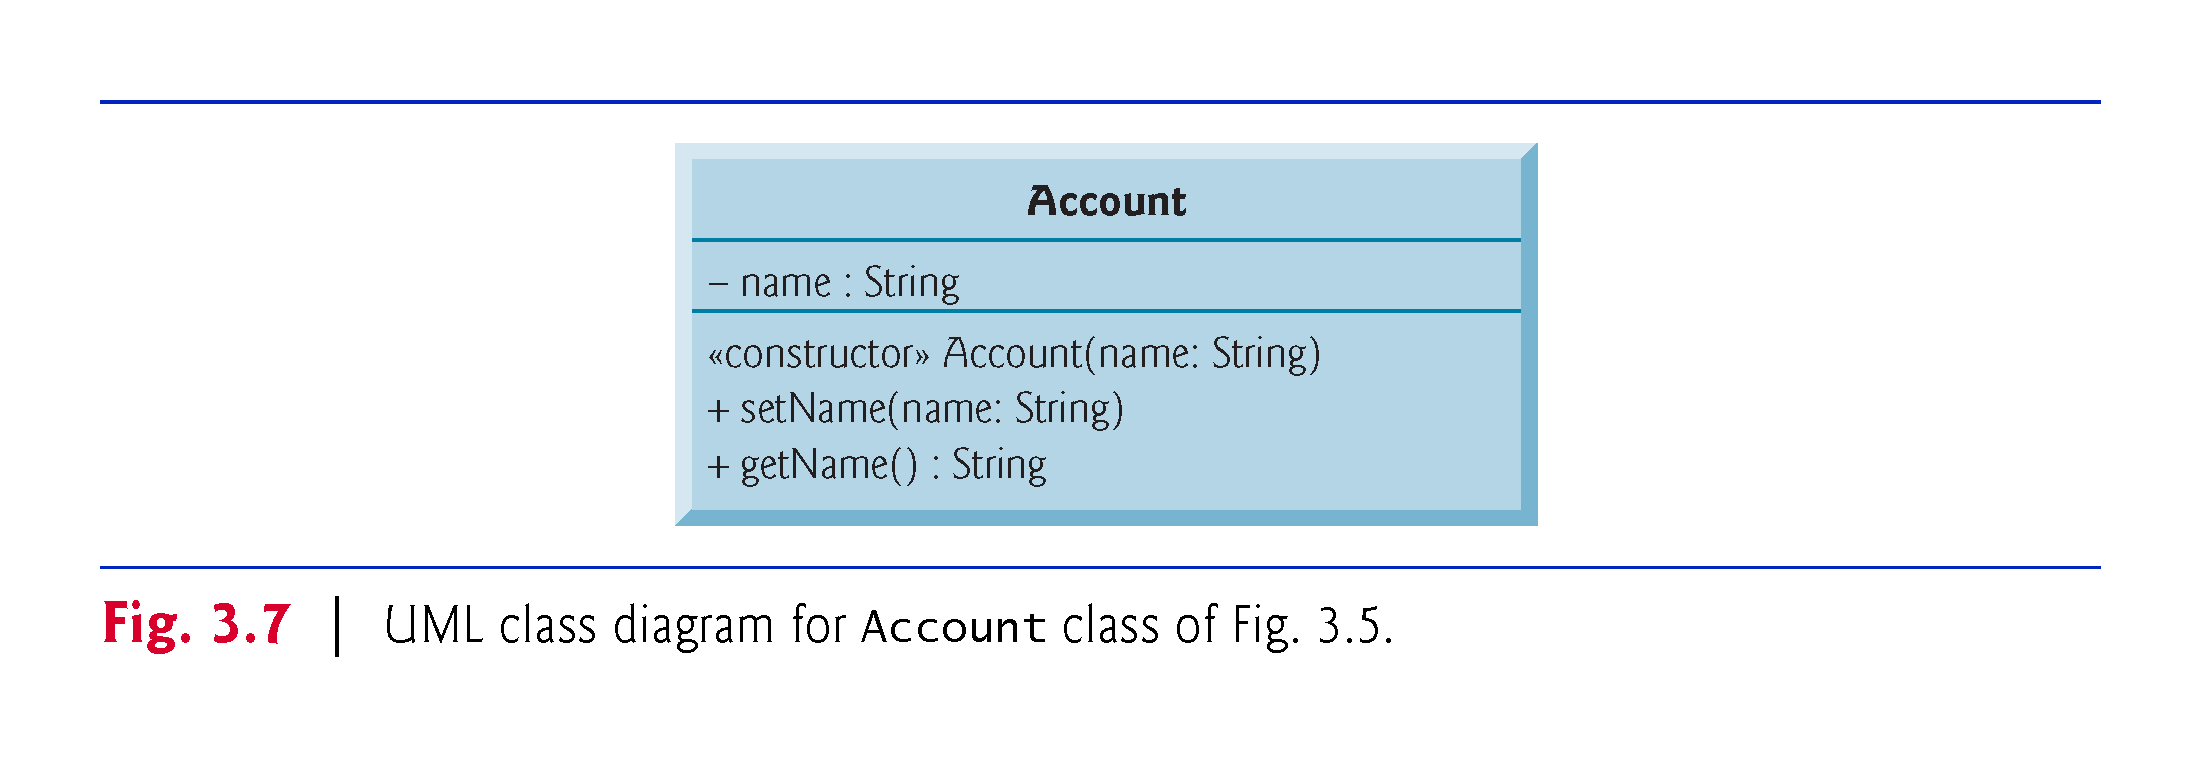 Account
– name : String
«constructor» Account(name: String)
+ setName(name: String)
+ getName() : String
Fig. 3.7 | UML class diagram for Account class of Fig. 3.5.